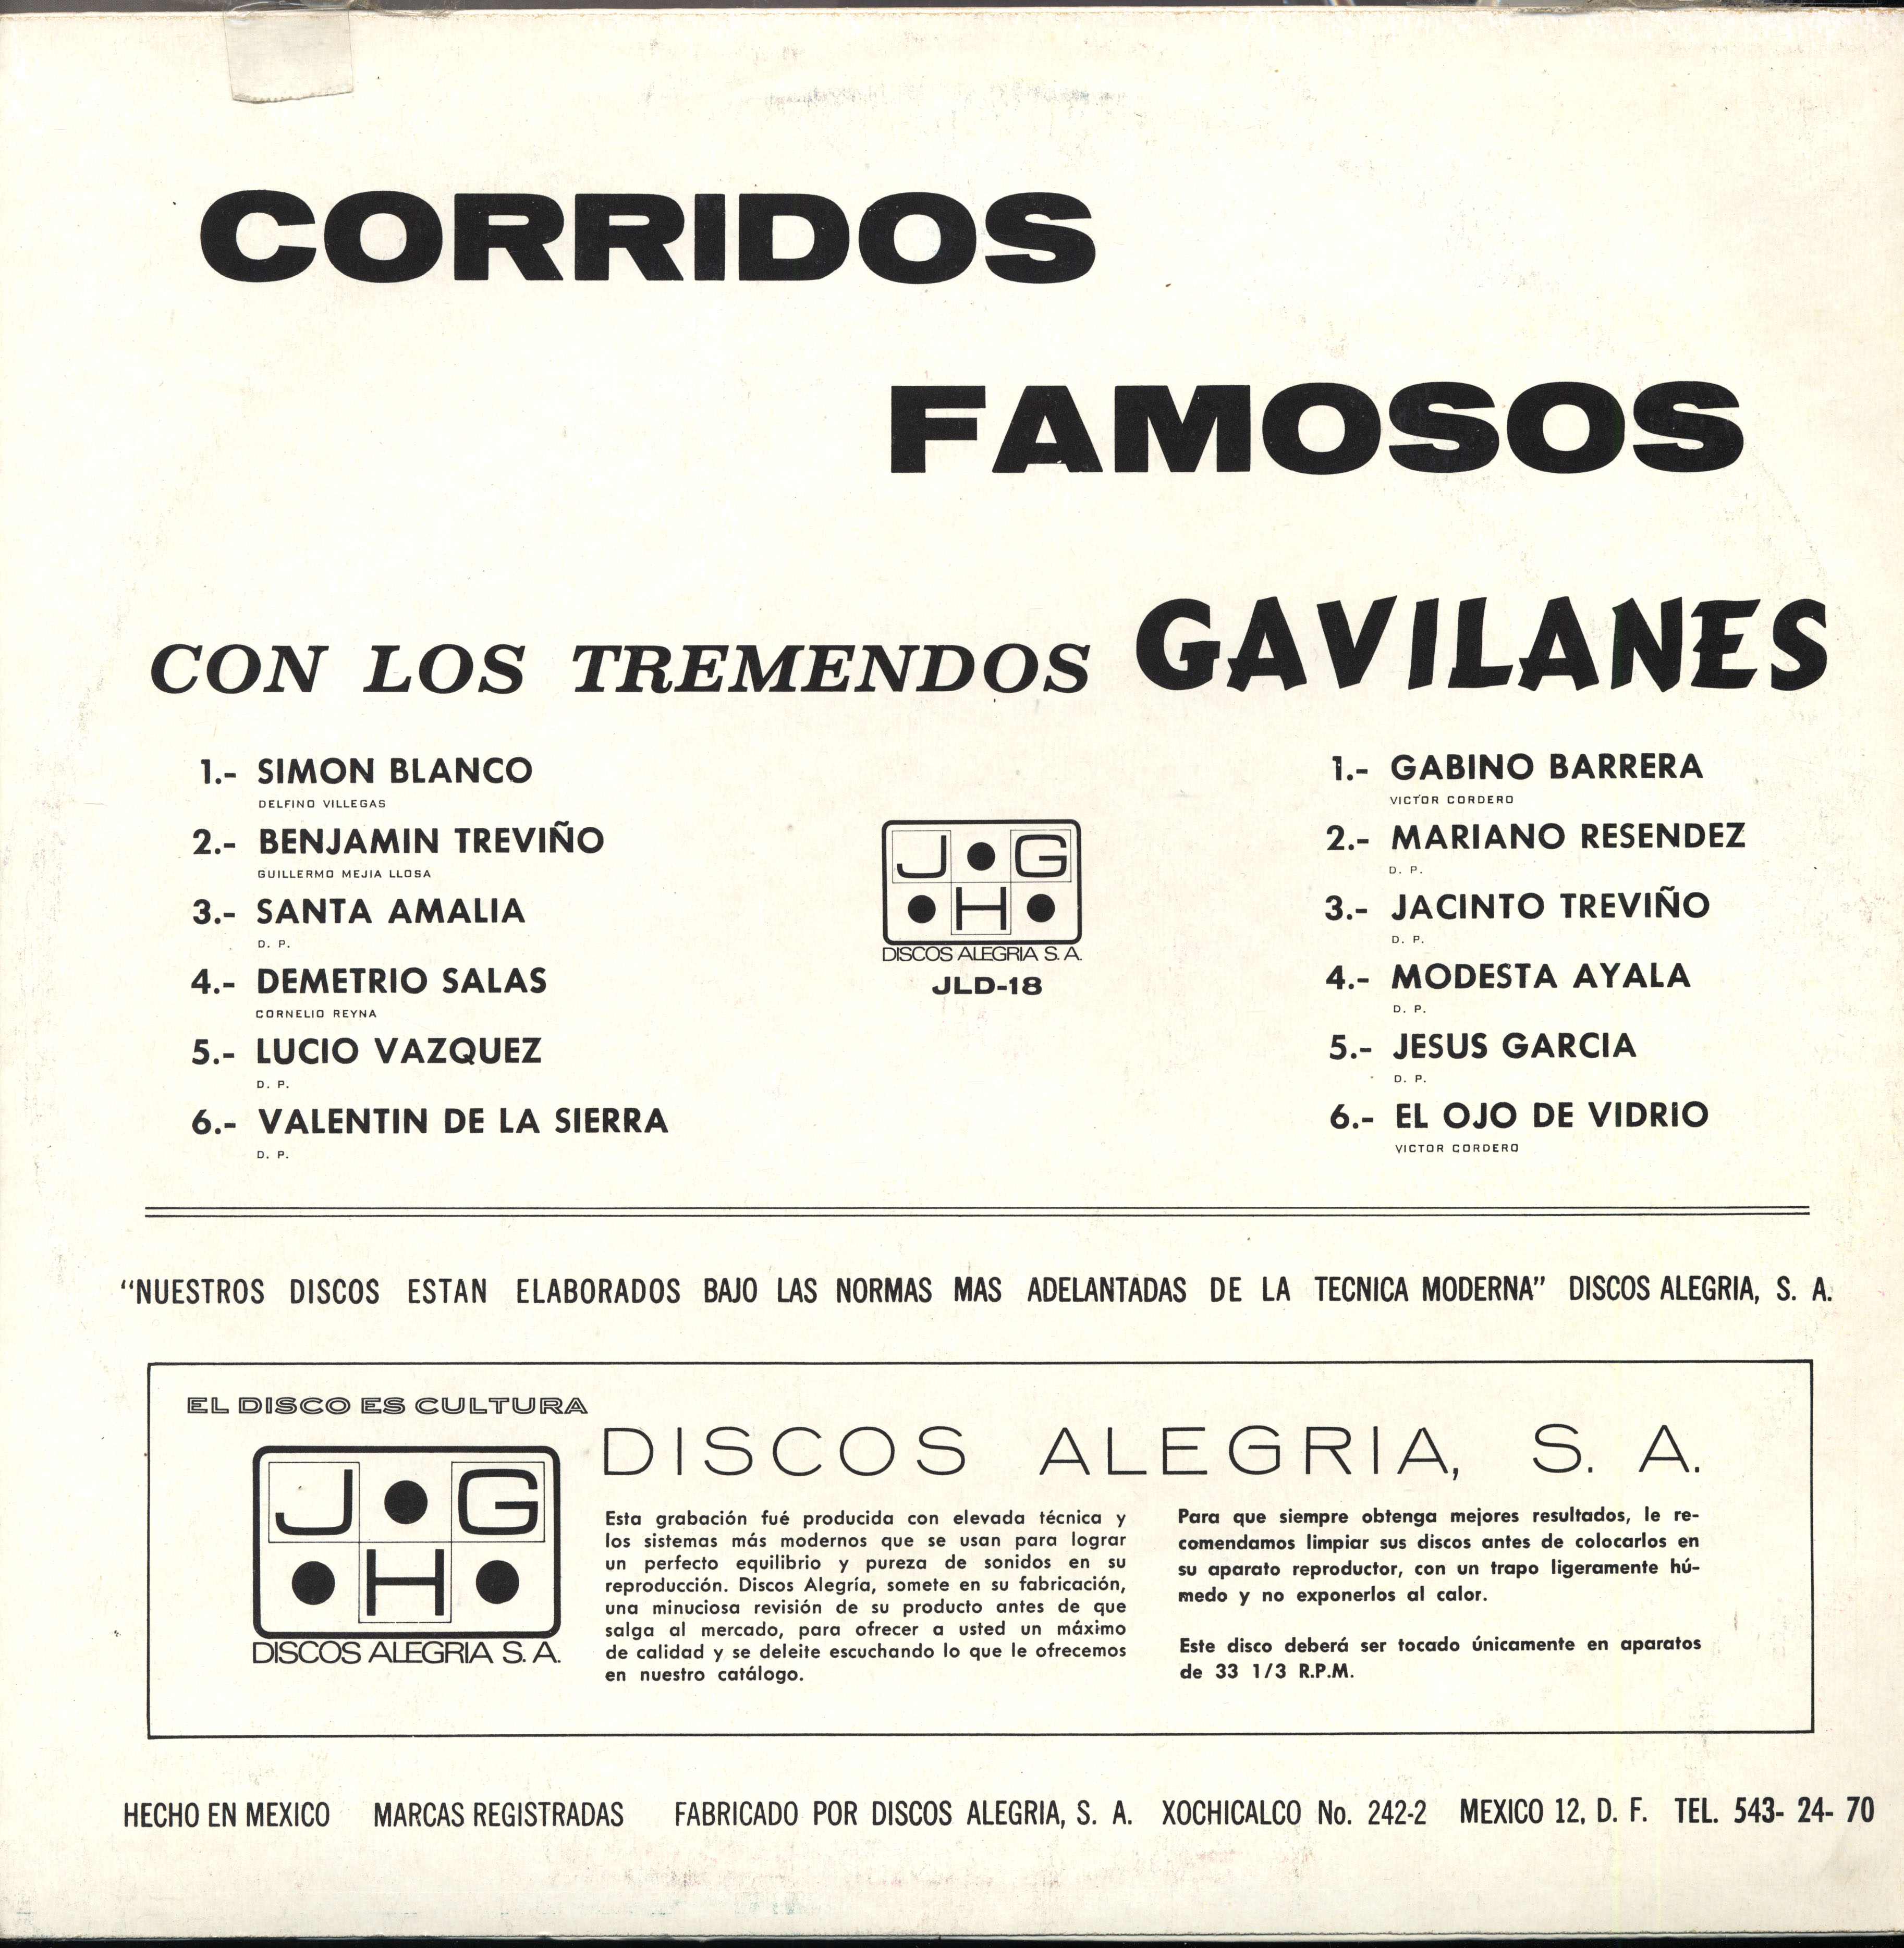 CORRIDOS
FAMOSOS
CON LOS TREMENDOS GAVILANES
1.- SIMON BLANCO
DELFINO VILLEGAS
2.- BENJAMIN TREVIÑO
GUILLERMO MEJIA LLOSA
3.- SANTA AMALIA
D. P.
4.- DEMETRIO SALAS
CORNELIO REYNA
5.- LUCIO VAZQUEZ
D. P.
6.- VALENTIN DE LA SIERRA
D. P.
J G
H
DISCOS ALEGRIA S. A.
JLD-18
1.- GABINO BARRERA
VICTOR CORDERO
2.- MARIANO RESENDEZ
D. P.
3.- JACINTO TREVIÑO
D. P.
4.- MODESTA AYALA
D. P.
5.- JESUS GARCIA
D. P.
6.- EL OJO DE VIDRIO
VICTOR CORDERO
"NUESTROS DISCOS ESTAN ELABORADOS BAJO LAS NORMAS MAS ADELANTADAS DE LA TECNICA MODERNA" DISCOS ALEGRIA, S. A.
EL DISCO ES CULTURA
J G
H
DISCOS ALEGRIA S. A.
DISCOS ALEGRIA, S. A.
Esta grabación fué producida con elevada técnica y
los sistemas más modernos que se usan para lograr
un perfecto equilibrio y pureza de sonidos en su
reproducción. Discos Alegría, somete en su fabricación,
una minuciosa revisión de su producto antes de que
salga al mercado, para ofrecer a usted un máximo
de calidad y se deleite escuchando lo que le ofrecemos
en nuestro catálogo.
Para que siempre obtenga mejores resultados, le re-
comendamos limpiar sus discos antes de colocarlos en
su aparato reproductor, con un trapo ligeramente hú-
medo y no exponerlos al calor.
Este disco deberá ser tocado únicamente en aparatos
de 33 1/3 R.P.M.
HECHO EN MEXICO MARCAS REGISTRADAS FABRICADO POR DISCOS ALEGRIA, S. A. XOCHICALCO No. 242-2 MEXICO 12, D. F. TEL. 543- 24- 70